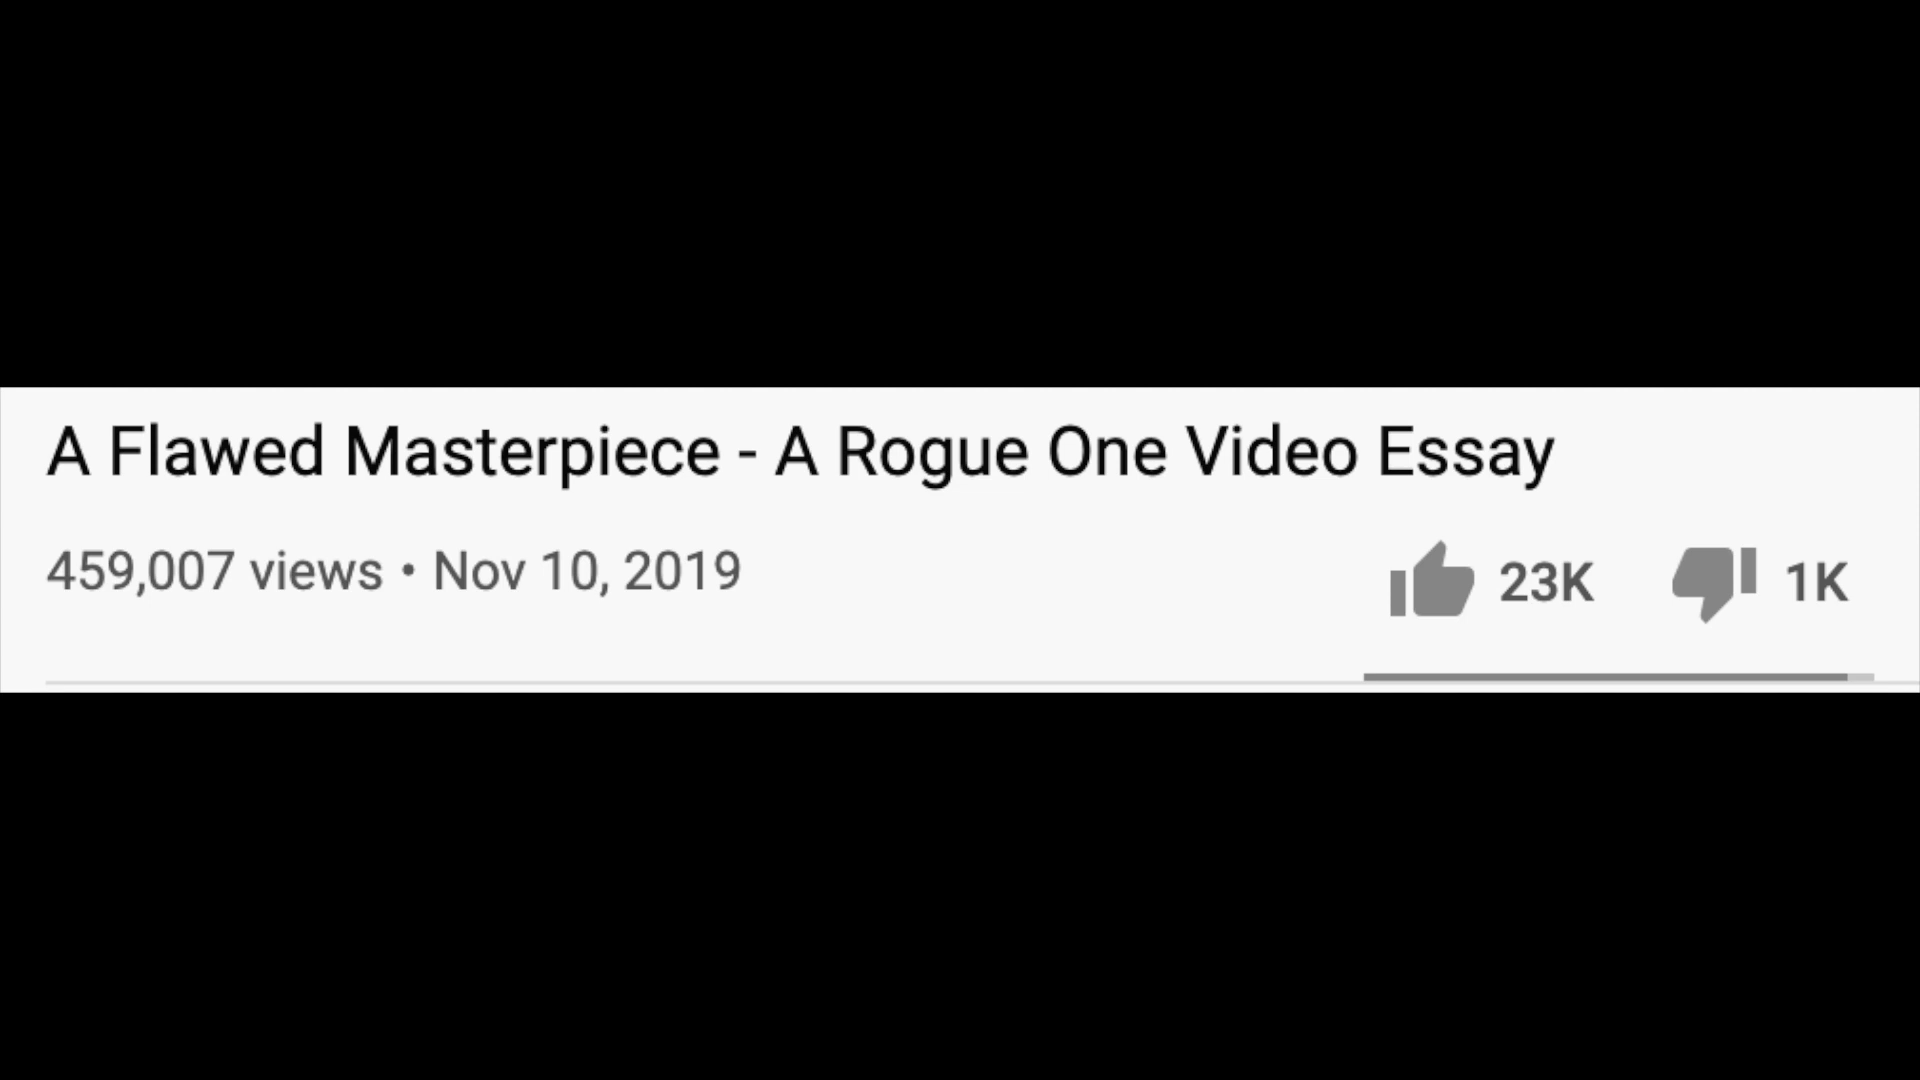 A Flawed Masterpiece - A Rogue One Video Essay
459,007 views • Nov 10, 2019 23K 1K